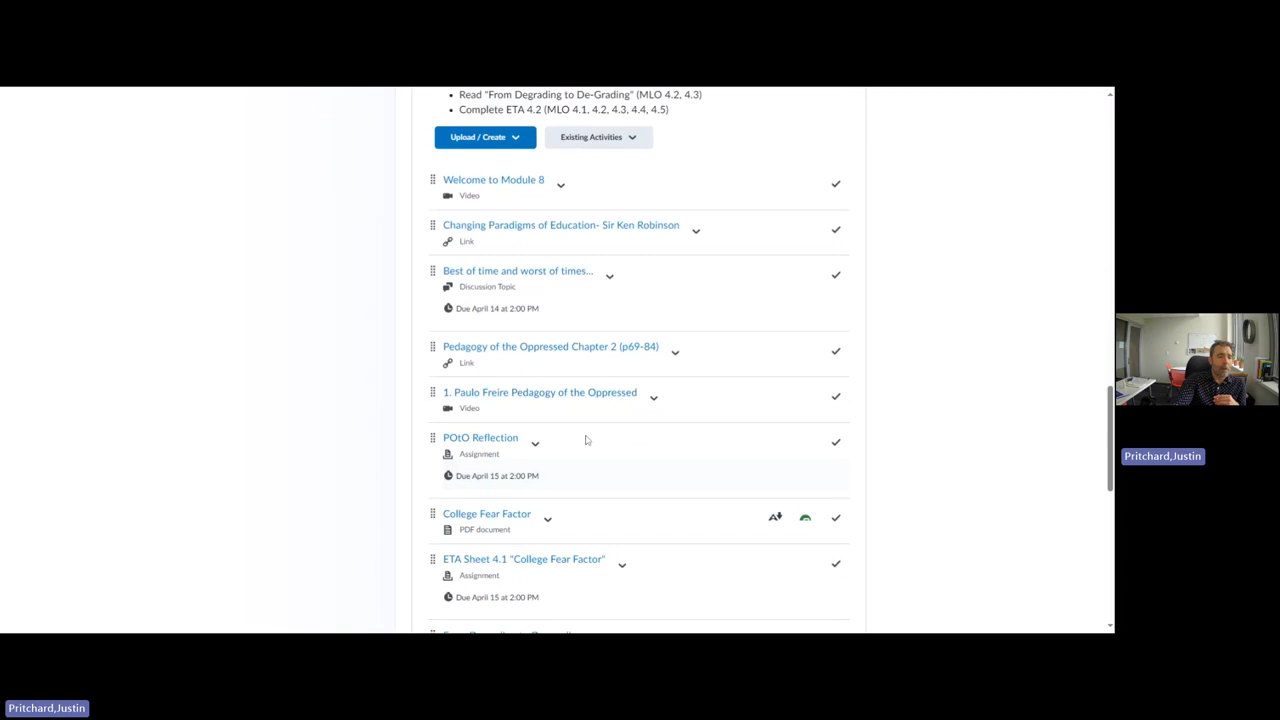 Read "From Degrading to De-Grading" (MLO 4.2, 4.3)
Complete ETA 4.2 (MLO 4.1, 4.2, 4.3, 4.4, 4.5)
Upload / Create
Existing Activities
Welcome to Module 8
Video
Changing Paradigms of Education- Sir Ken Robinson
Link
Best of time and worst of times...
Discussion Topic
Due April 14 at 2:00 PM
Pedagogy of the Oppressed Chapter 2 (p69-84)
Link
1. Paulo Freire Pedagogy of the Oppressed
Video
POtO Reflection
Assignment
Due April 15 at 2:00 PM
College Fear Factor
PDF document
ETA Sheet 4.1 "College Fear Factor"
Assignment
Due April 15 at 2:00 PM
Pritchard,Justin
Pritchard,Justin